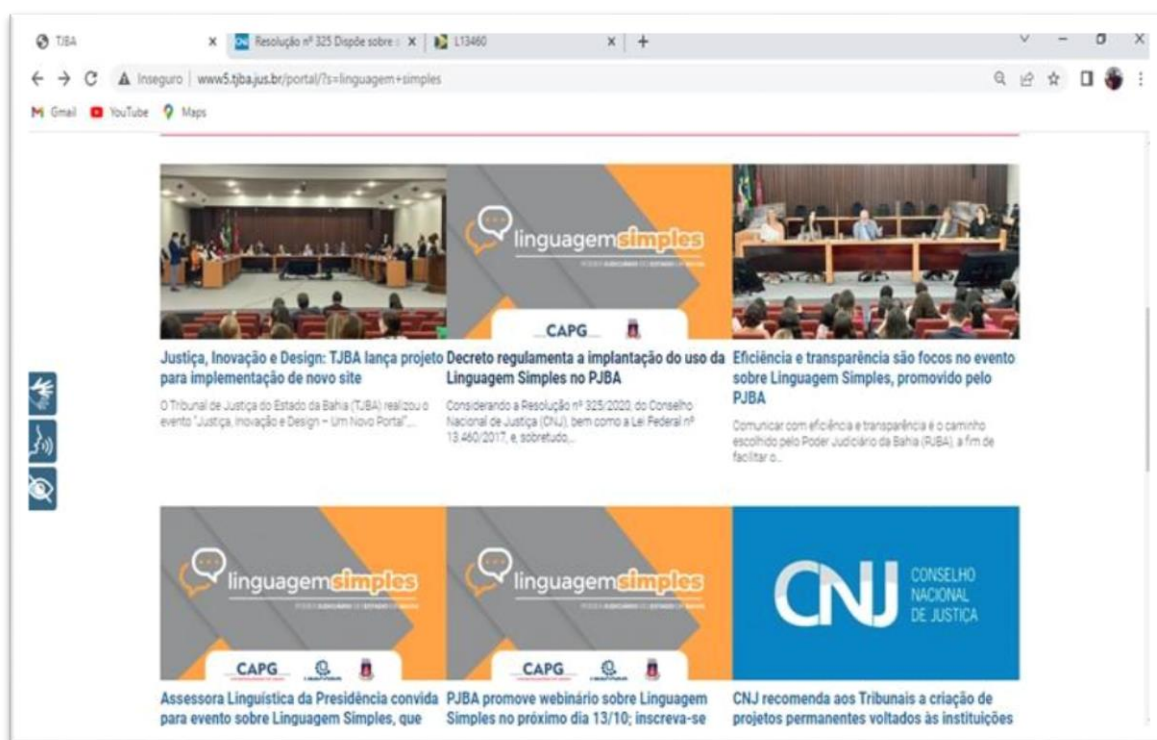 TJBA
Resolução nº 325 Dispõe sobre
L13460
Inseguro | www5.tjba.jus.br/portal/?s=linguagem+simples
Gmail YouTube Maps
linguagemsimples
CAPG
Justiça, Inovação e Design: TJBA lança projeto
para implementação de novo site
O Tribunal de Justiça do Estado da Bahia (TJBA) realizou o
evento “Justiça, Inovação e Design – Um Novo Portal”,...
Decreto regulamenta a implantação do uso da
Linguagem Simples no PJBA
Considerando a Resolução nº 325/2020, do Conselho
Nacional de Justiça (CNJ), bem como a Lei Federal nº
13.460/2017, e, sobretudo,...
Eficiência e transparência são focos no evento
sobre Linguagem Simples, promovido pelo
PJBA
Comunicar com eficiência e transparência é o caminho
escolhido pelo Poder Judiciário da Bahia (PJBA), a fim de
facilitar o...
linguagemsimples
CAPG
Assessora Linguística da Presidência convida
para evento sobre Linguagem Simples, que
linguagemsimples
CAPG
PJBA promove webinário sobre Linguagem
Simples no próximo dia 13/10; inscreva-se
CNJ
CONSELHO
NACIONAL
DE JUSTIÇA
CNJ recomenda aos Tribunais a criação de
projetos permanentes voltados às instituições